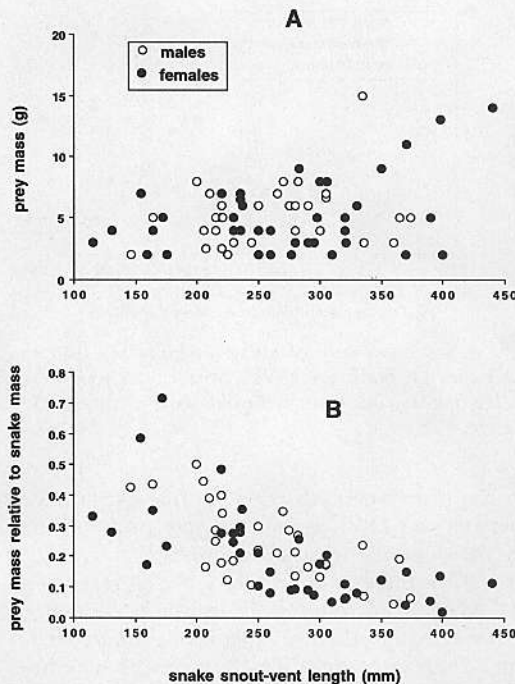 A
males
females
prey mass (g)
20
15
10
5
0
100 150 200 250 300 350 400 450
B
prey mass relative to snake mass
0.8
0.7
0.6
0.5
0.4
0.3
0.2
0.1
0.0
100 150 200 250 300 350 400 450
snake snout-vent length (mm)